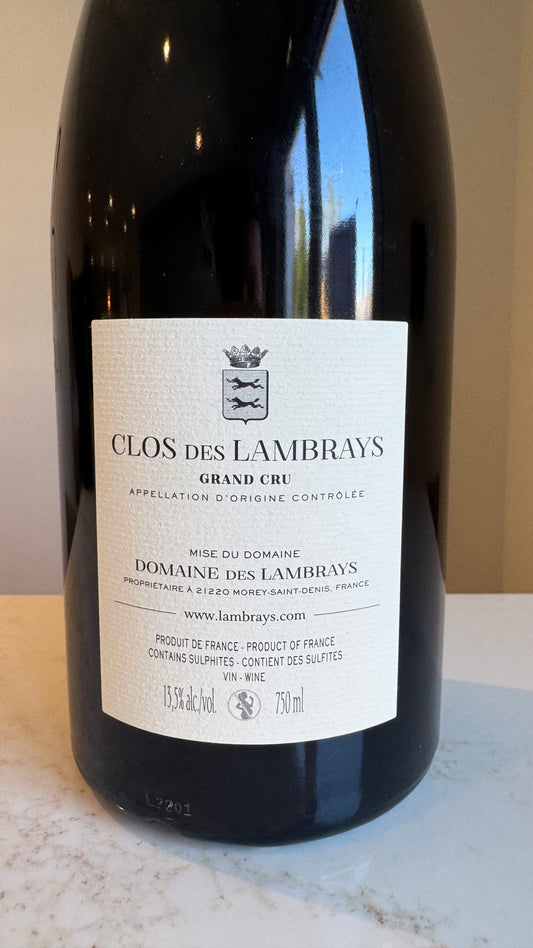 CLOS DES LAMBRAYS
GRAND CRU
APPELLATION D'ORIGINE CONTRÔLÉE
MISE DU DOMAINE
DOMAINE DES LAMBRAYS
PROPRIÉTAIRE À 21220 MOREY-SAINT-DENIS, FRANCE
www.lambrays.com
PRODUIT DE FRANCE - PRODUCT OF FRANCE
CONTAINS SULPHITES - CONTIENT DES SULFITES
VIN - WINE
13,5% alc./vol. 750 ml
L2201